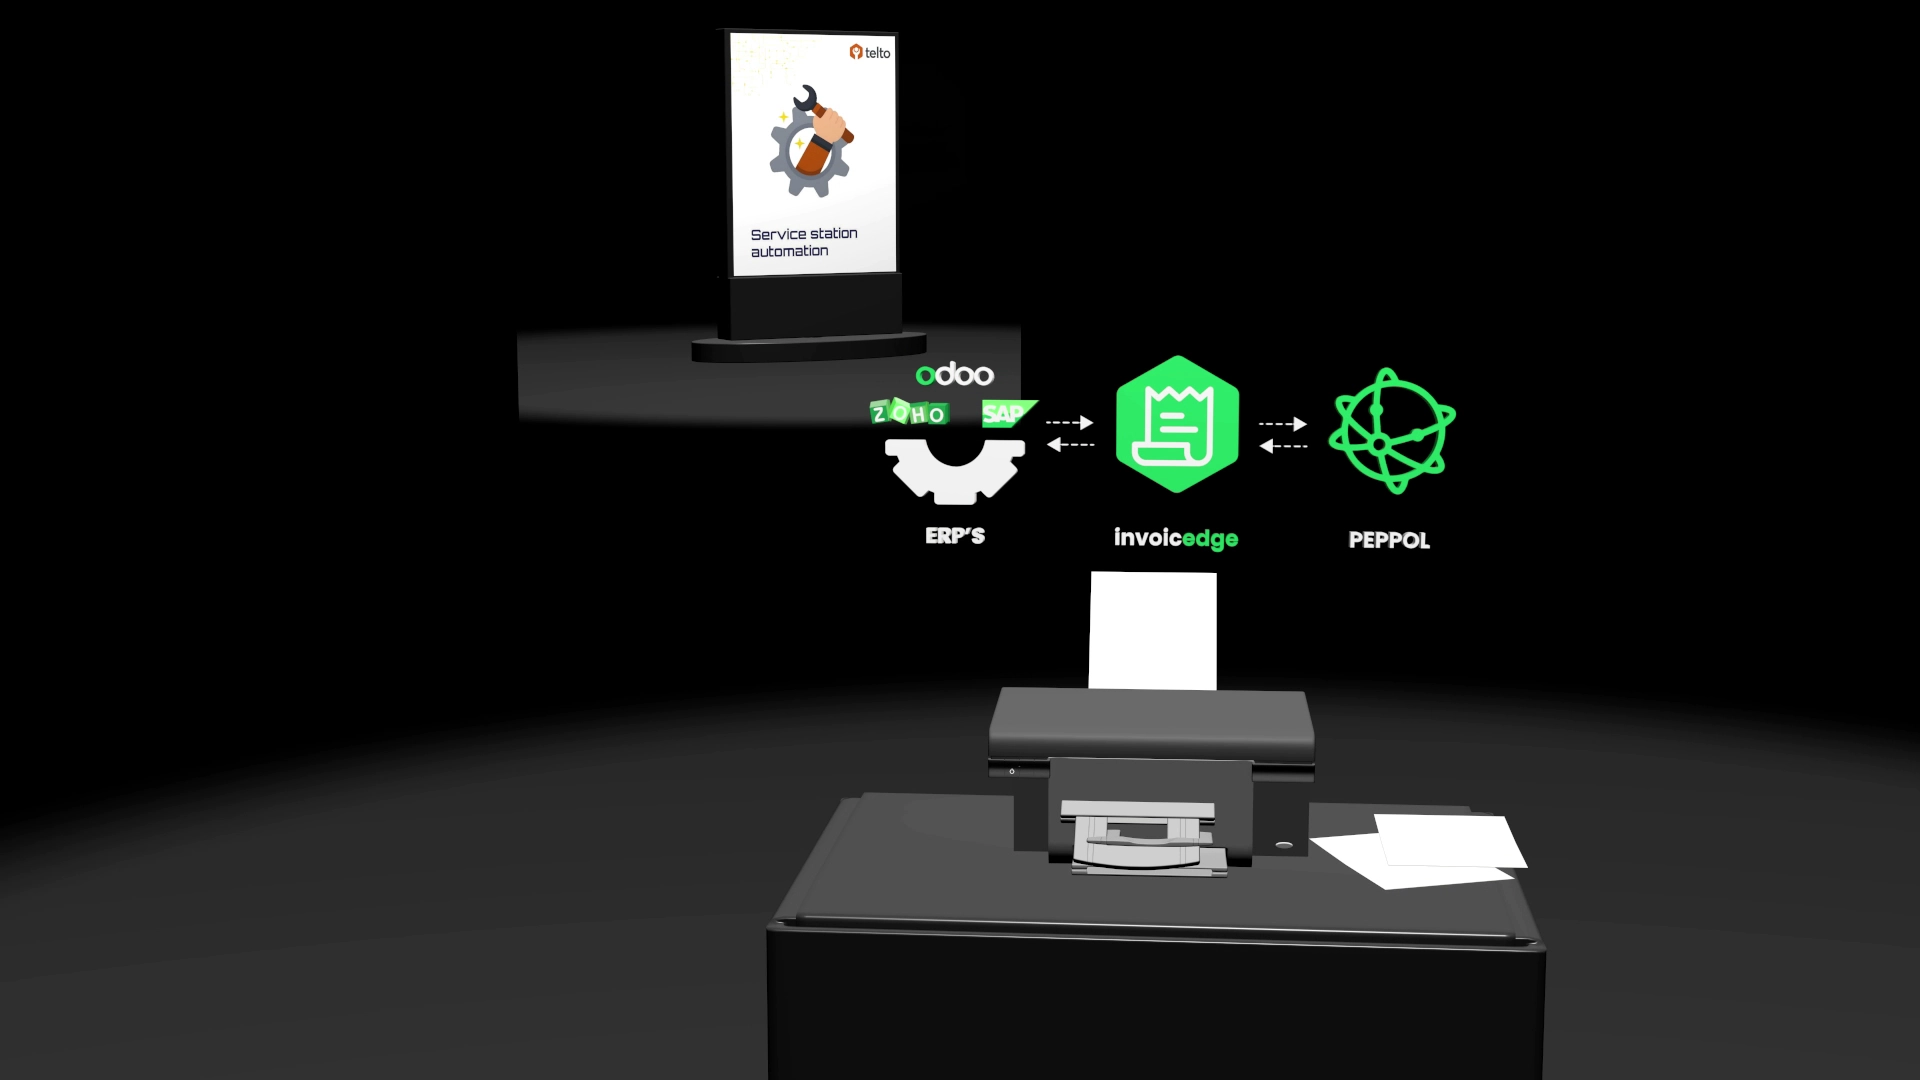 telto
Service station
automation
odoo
ZOHO
SAP
ERP'S
invoicedge
PEPPOL